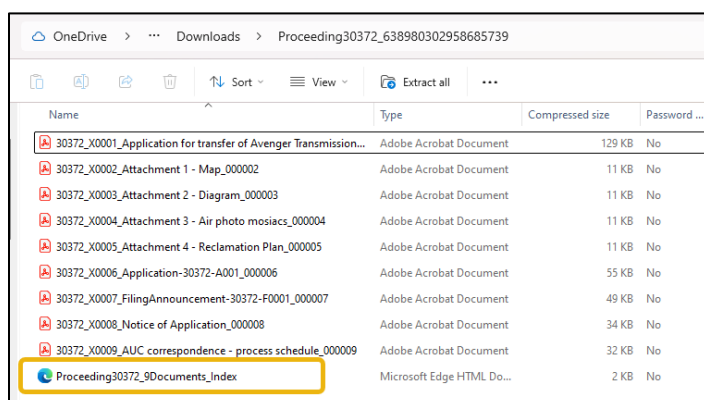 OneDrive > ... Downloads > Proceeding30372_638980302958685739
Sort View Extract all ...
Name Type Compressed size Password ...
30372_X0001_Application for transfer of Avenger Transmission... Adobe Acrobat Document 129 KB No
30372_X0002_Attachment 1 - Map_000002 Adobe Acrobat Document 11 KB No
30372_X0003_Attachment 2 - Diagram_000003 Adobe Acrobat Document 11 KB No
30372_X0004_Attachment 3 - Air photo mosiacs_000004 Adobe Acrobat Document 11 KB No
30372_X0005_Attachment 4 - Reclamation Plan_000005 Adobe Acrobat Document 11 KB No
30372_X0006_Application-30372-A001_000006 Adobe Acrobat Document 55 KB No
30372_X0007_FilingAnnouncement-30372-F0001_000007 Adobe Acrobat Document 49 KB No
30372_X0008_Notice of Application_000008 Adobe Acrobat Document 34 KB No
30372_X0009_AUC correspondence - process schedule_000009 Adobe Acrobat Document 32 KB No
Proceeding30372_9Documents_Index Microsoft Edge HTML Do... 2 KB No